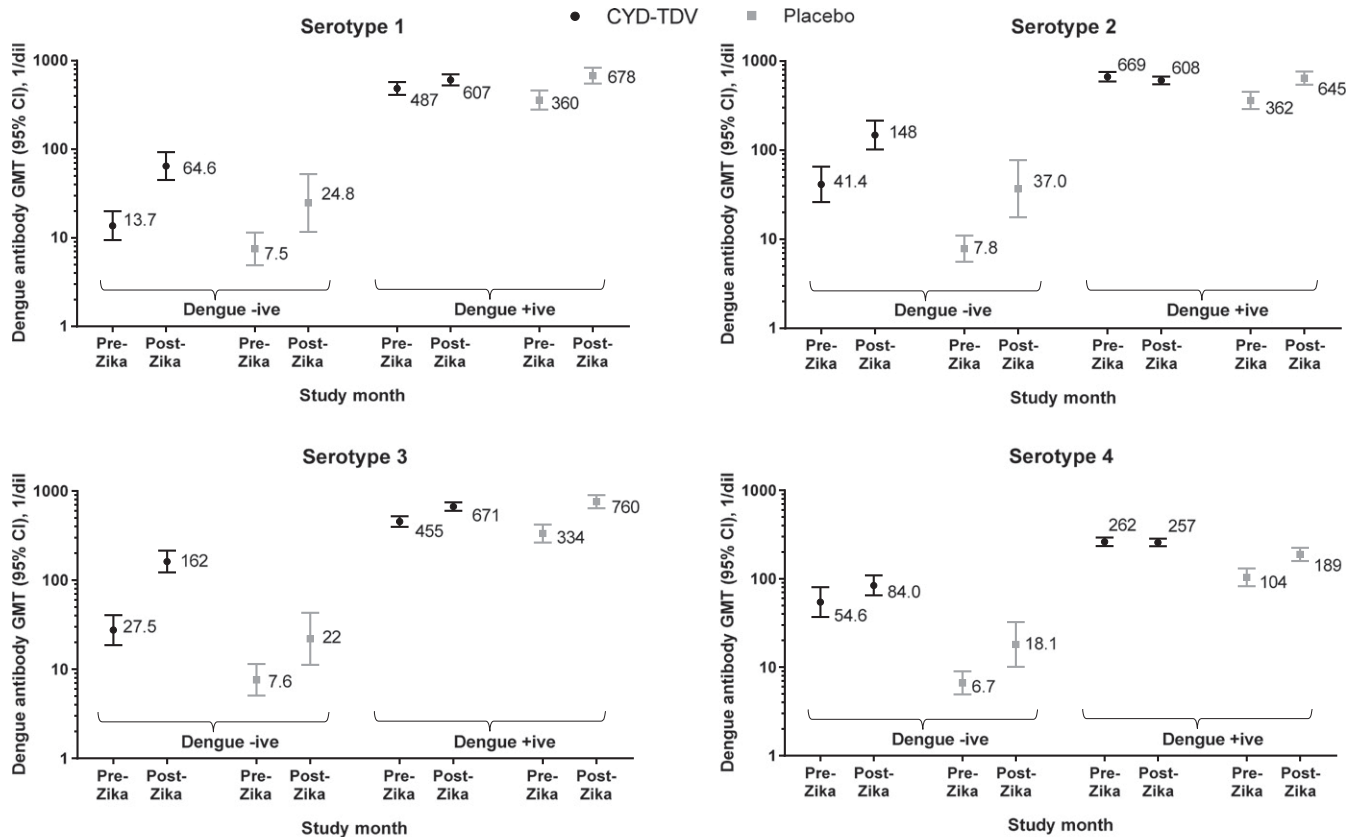 CYD-TDV Placebo
Serotype 1
Dengue antibody GMT (95% CI), 1/dil
1000
100
10
1
13.7
64.6
7.5
24.8
487
607
360
678
Dengue -ive
Dengue +ive
Pre-Zika
Post-Zika
Pre-Zika
Post-Zika
Pre-Zika
Post-Zika
Pre-Zika
Post-Zika
Study month
Serotype 2
Dengue antibody GMT (95% CI), 1/dil
1000
100
10
1
41.4
148
7.8
37.0
669
608
362
645
Dengue -ive
Dengue +ive
Pre-Zika
Post-Zika
Pre-Zika
Post-Zika
Pre-Zika
Post-Zika
Pre-Zika
Post-Zika
Study month
Serotype 3
Dengue antibody GMT (95% CI), 1/dil
1000
100
10
1
27.5
162
7.6
22
455
671
334
760
Dengue -ive
Dengue +ive
Pre-Zika
Post-Zika
Pre-Zika
Post-Zika
Pre-Zika
Post-Zika
Pre-Zika
Post-Zika
Study month
Serotype 4
Dengue antibody GMT (95% CI), 1/dil
1000
100
10
1
54.6
84.0
6.7
18.1
262
257
104
189
Dengue -ive
Dengue +ive
Pre-Zika
Post-Zika
Pre-Zika
Post-Zika
Pre-Zika
Post-Zika
Pre-Zika
Post-Zika
Study month